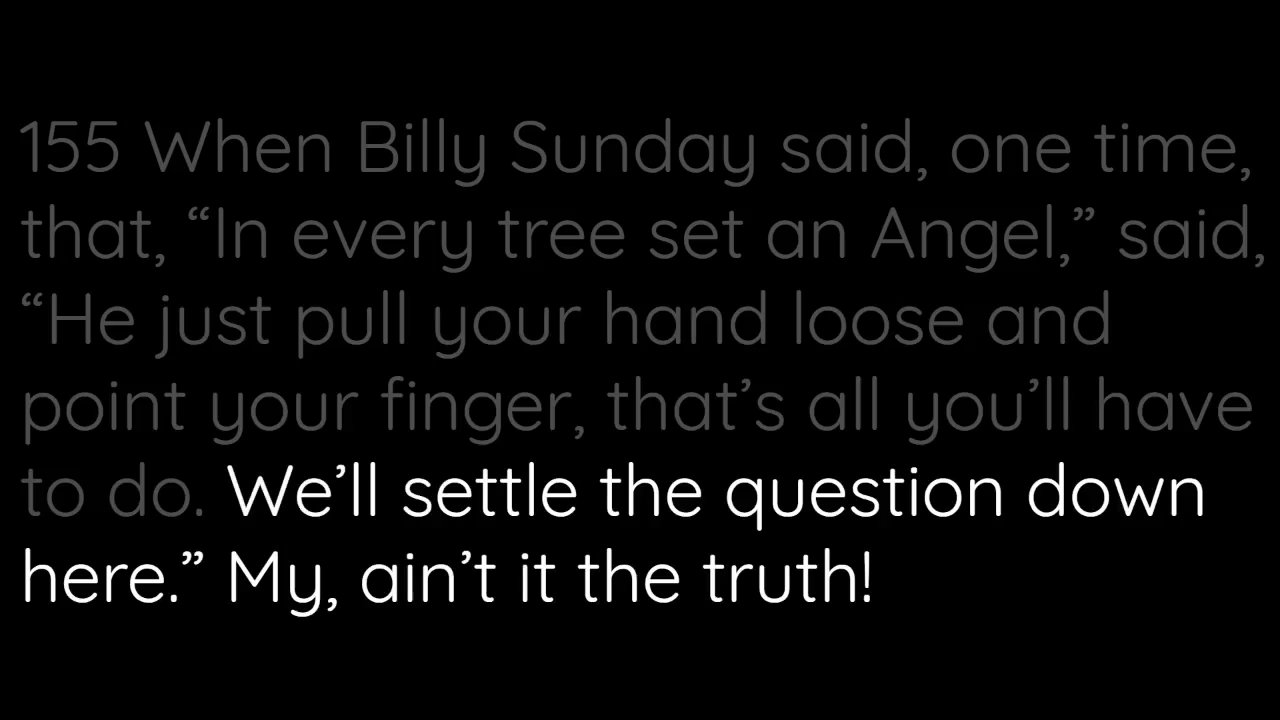 155 When Billy Sunday said, one time,
that, “In every tree set an Angel,” said,
“He just pull your hand loose and
point your finger, that’s all you’ll have
to do. We’ll settle the question down
here.” My, ain’t it the truth!